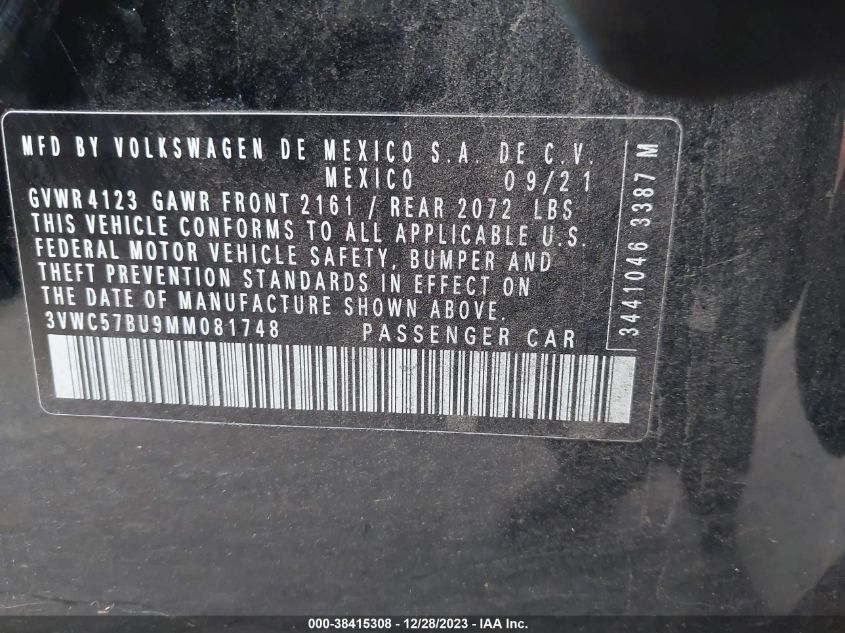 MFD BY VOLKSWAGEN DE MEXICO S.A. DE C.V.
MEXICO 09/21
GVWR 4123 GAWR FRONT 2161 / REAR 2072 LBS
THIS VEHICLE CONFORMS TO ALL APPLICABLE U.S.
FEDERAL MOTOR VEHICLE SAFETY, BUMPER AND
THEFT PREVENTION STANDARDS IN EFFECT ON
THE DATE OF MANUFACTURE SHOWN ABOVE.
3VWC57BU9MM081748 PASSENGER CAR
3441046 3387 M
000-38415308 - 12/28/2023 - IAA Inc.